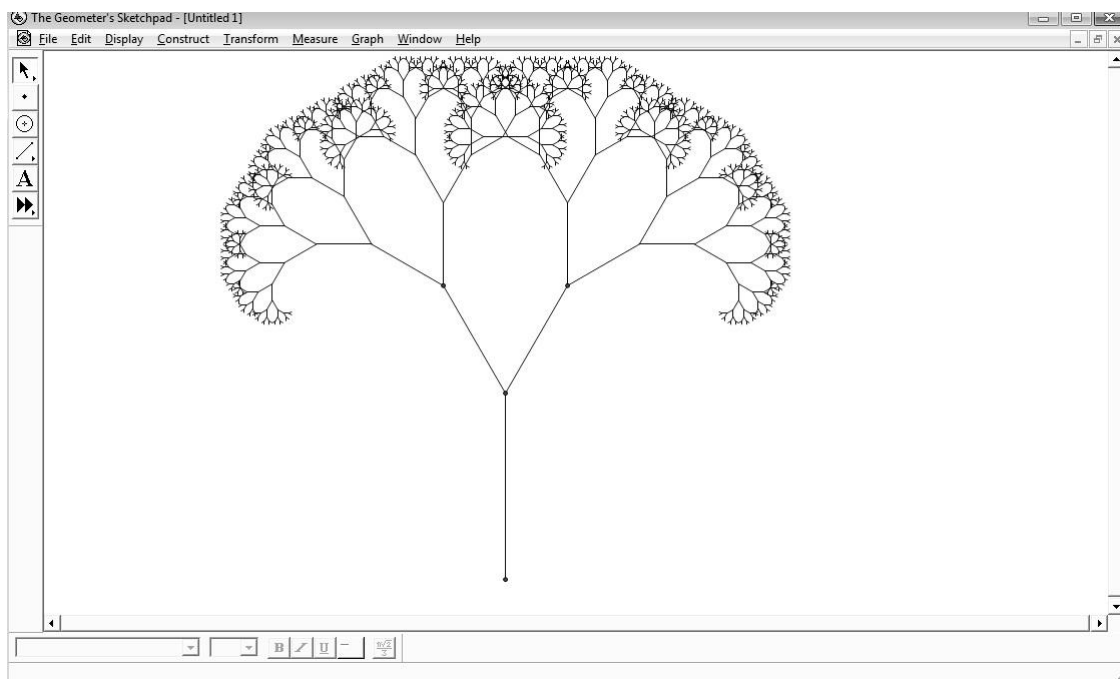 The Geometer's Sketchpad - [Untitled 1]
File Edit Display Construct Transform Measure Graph Window Help
A
B I U